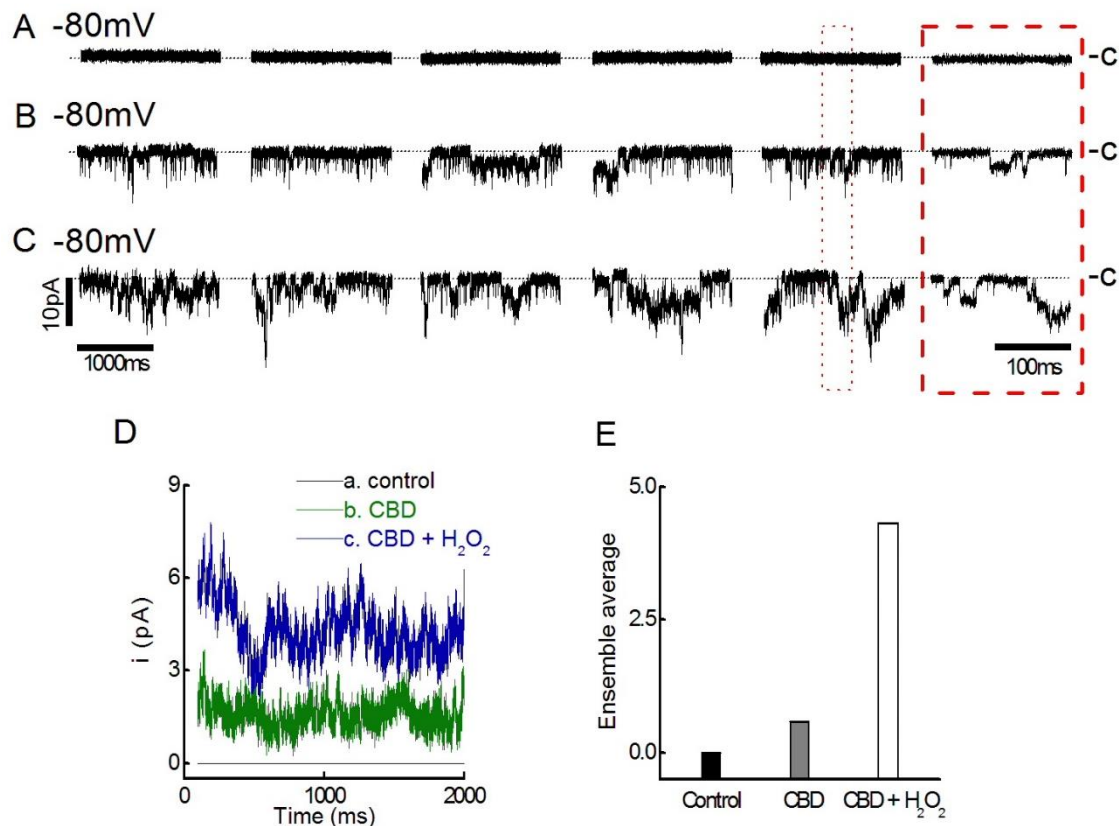 A -80mV
-c
B -80mV
-c
C -80mV
-c
10pA
1000ms
100ms
D
9
6
3
0
i (pA)
a. control
b. CBD
c. CBD + H₂O₂
0
1000
2000
Time (ms)
E
5.0
2.5
0.0
Ensemble average
Control
CBD
CBD + H₂O₂